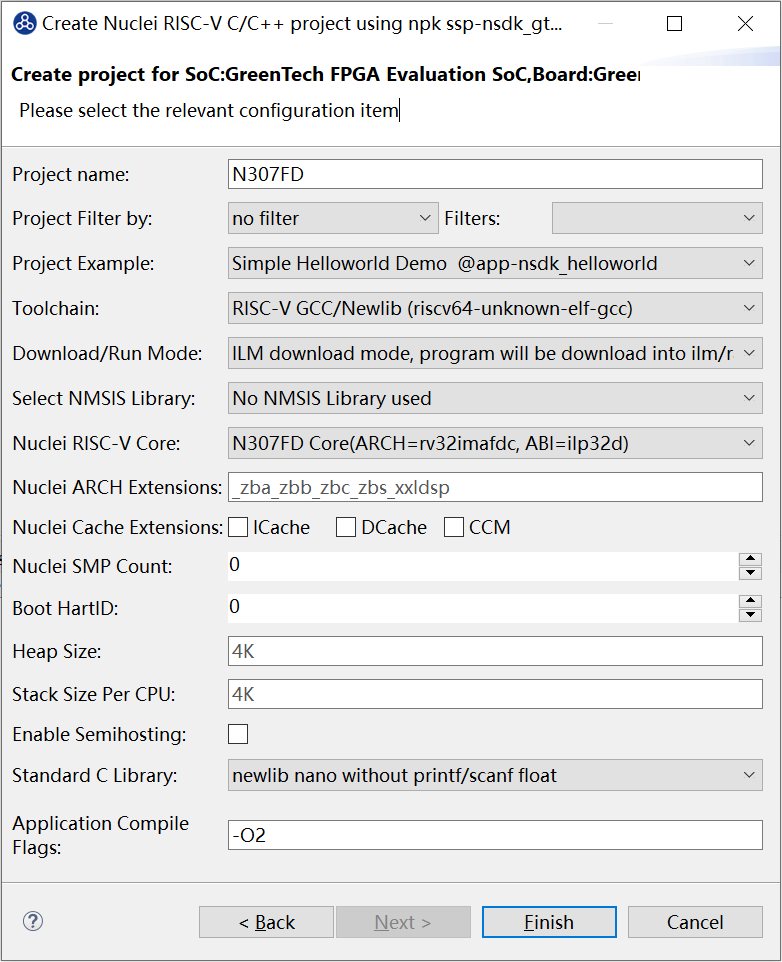 Create Nuclei RISC-V C/C++ project using npk ssp-nsdk_gt...
Create project for SoC:GreenTech FPGA Evaluation SoC,Board:Green
Please select the relevant configuration item
Project name: N307FD
Project Filter by: no filter Filters:
Project Example: Simple Helloworld Demo @app-nsdk_helloworld
Toolchain: RISC-V GCC/Newlib (riscv64-unknown-elf-gcc)
Download/Run Mode: ILM download mode, program will be download into ilm/r
Select NMSIS Library: No NMSIS Library used
Nuclei RISC-V Core: N307FD Core(ARCH=rv32imafdc, ABI=ilp32d)
Nuclei ARCH Extensions: _zba_zbb_zbc_zbs_xxldsp
Nuclei Cache Extensions: ICache DCache CCM
Nuclei SMP Count: 0
Boot HartID: 0
Heap Size: 4K
Stack Size Per CPU: 4K
Enable Semihosting:
Standard C Library: newlib nano without printf/scanf float
Application Compile
Flags: -O2
? < Back Next > Finish Cancel